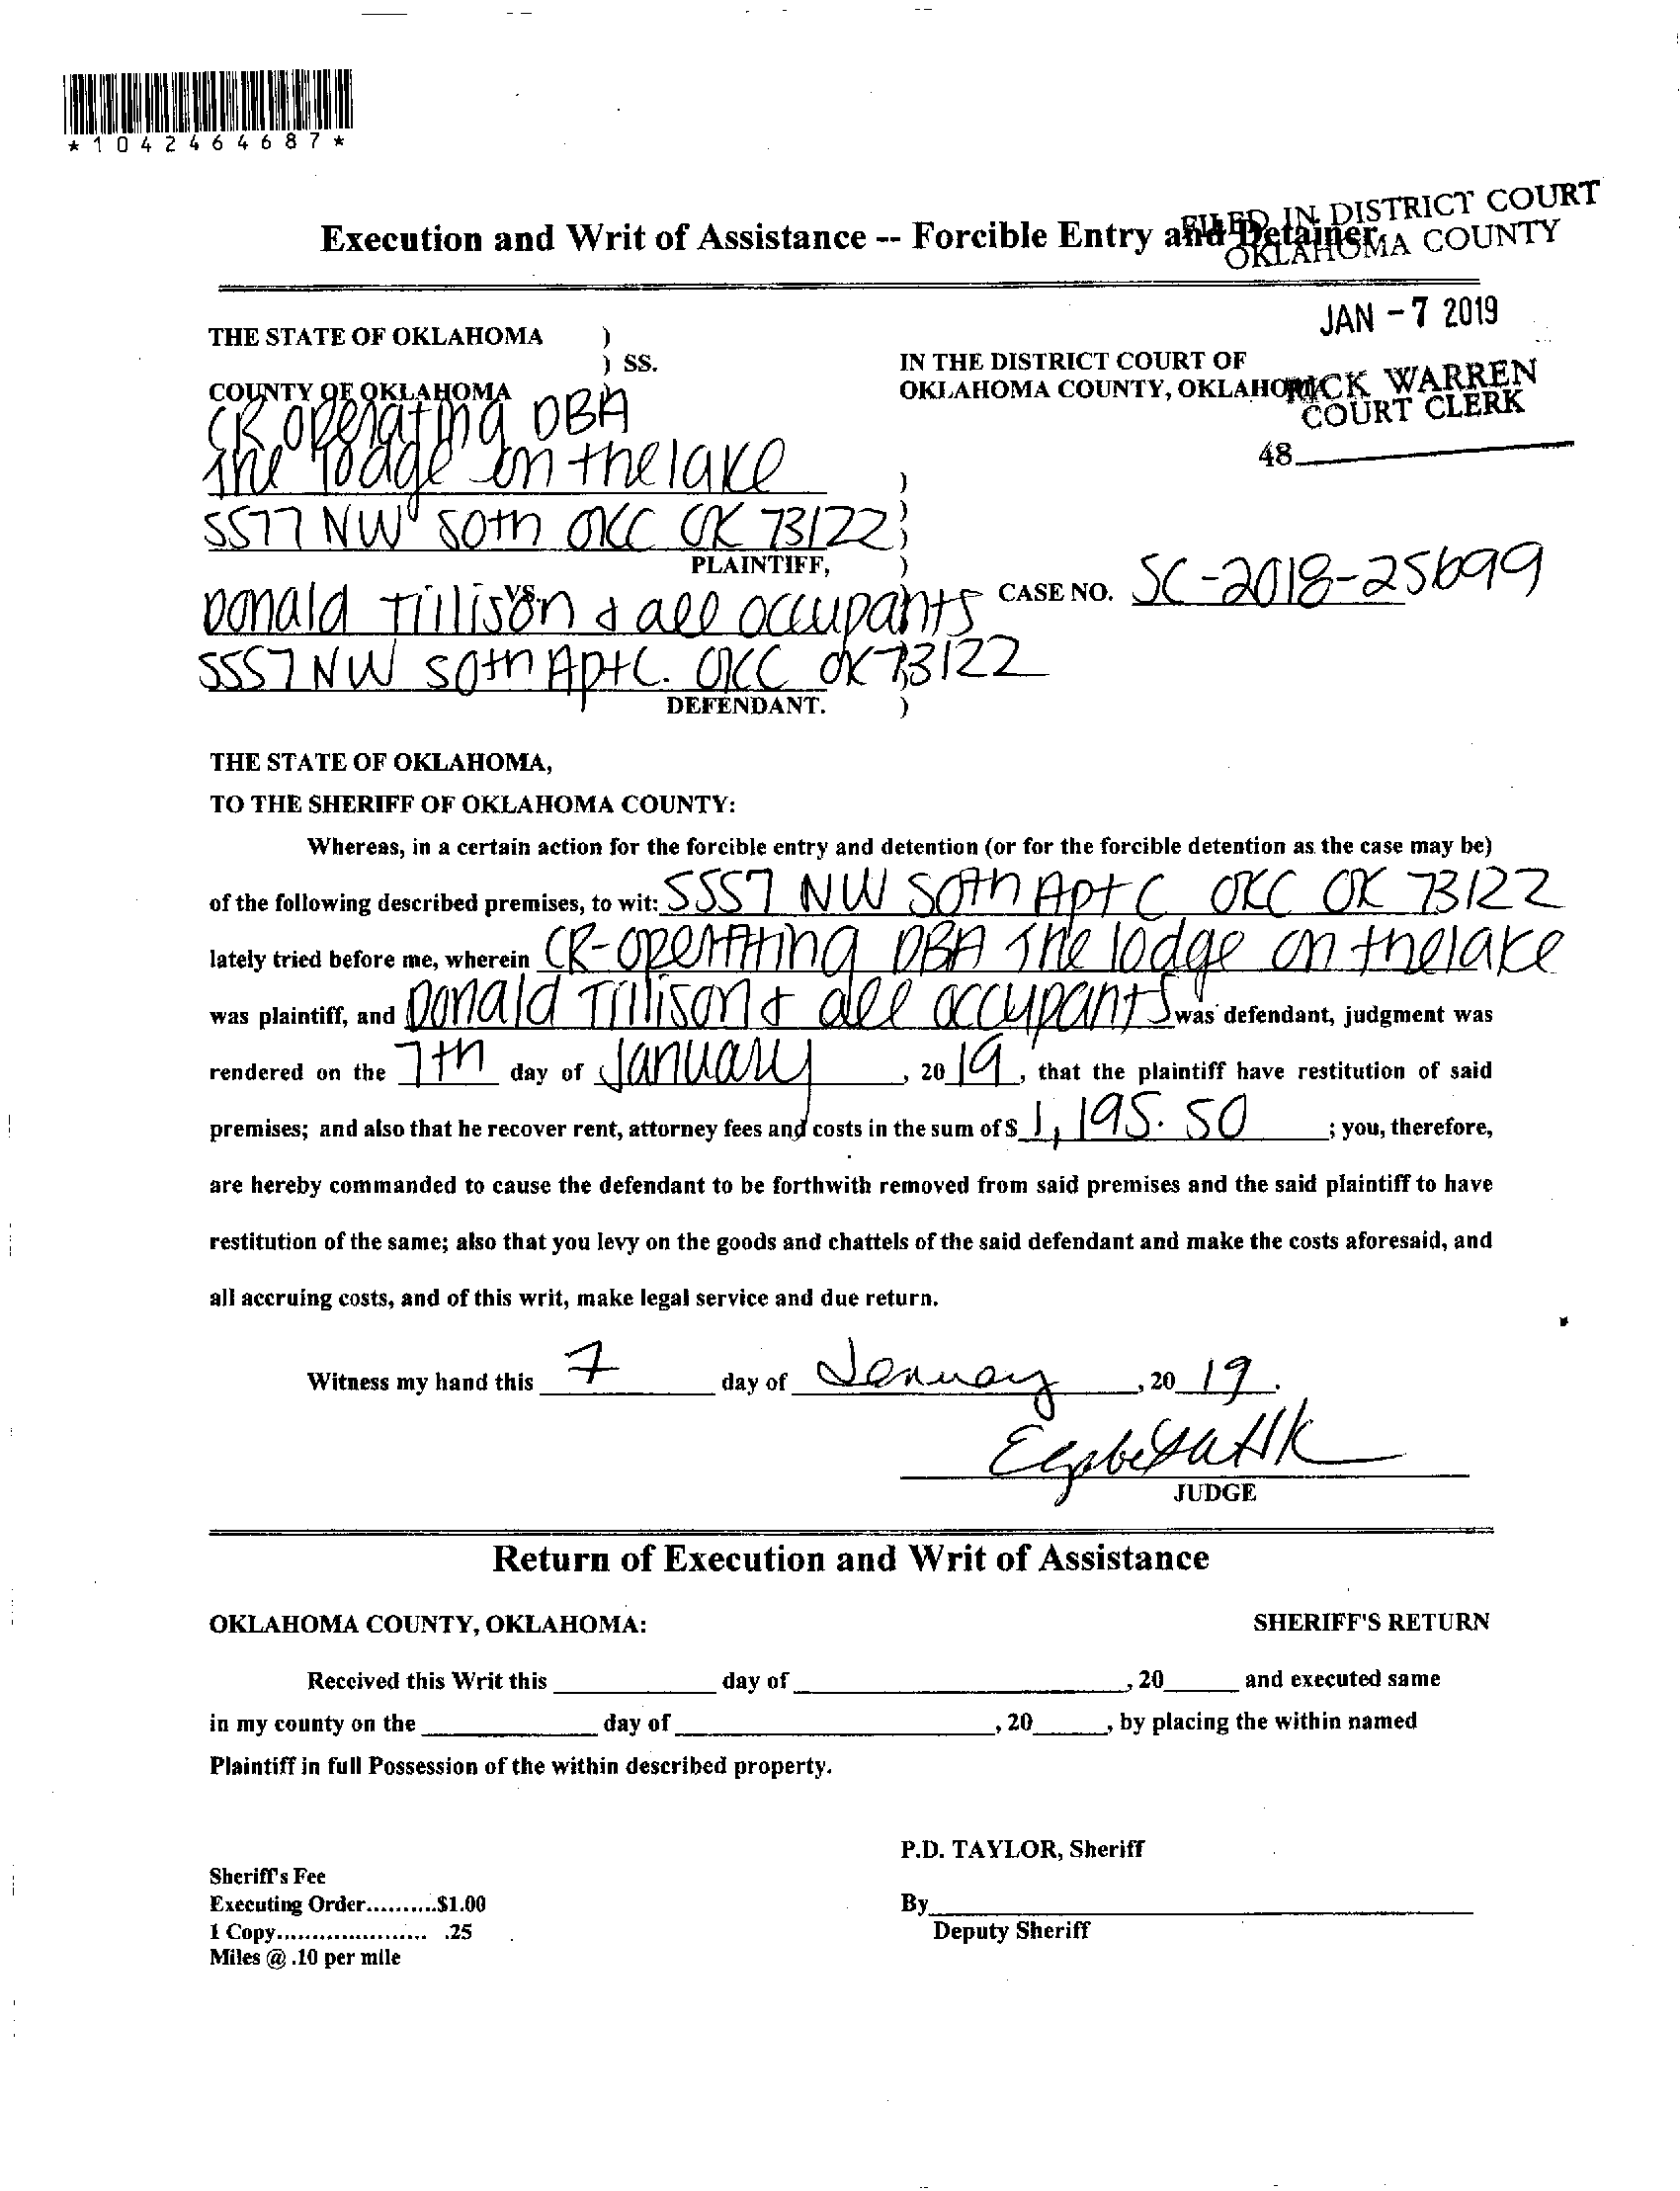 *1042464687*
Execution and Writ of Assistance -- Forcible Entry and Detainer
FILED IN DISTRICT COURT
OKLAHOMA COUNTY
JAN - 7 2019
RICK WARREN
COURT CLERK
48
THE STATE OF OKLAHOMA )
) SS.
COUNTY OF OKLAHOMA )
IN THE DISTRICT COURT OF
OKLAHOMA COUNTY, OKLAHOMA
CR operating DBA
The lodge on the lake )
5577 NW 50th OKC OK 73122 )
PLAINTIFF, )
VS.
Donald Tillison & all occupants
CASE NO. SC-2018-25699
5557 NW 50th Apt C. OKC OK 73122
DEFENDANT. )
THE STATE OF OKLAHOMA,
TO THE SHERIFF OF OKLAHOMA COUNTY:
Whereas, in a certain action for the forcible entry and detention (or for the forcible detention as the case may be)
of the following described premises, to wit: 5557 NW 50th Apt C OKC OK 73122
lately tried before me, wherein CR-operating DBA The lodge on the lake
was plaintiff, and Donald Tillison & all occupants was defendant, judgment was
rendered on the 7th day of January, 2019, that the plaintiff have restitution of said
premises; and also that he recover rent, attorney fees and costs in the sum of $ 1,195.50; you, therefore,
are hereby commanded to cause the defendant to be forthwith removed from said premises and the said plaintiff to have
restitution of the same; also that you levy on the goods and chattels of the said defendant and make the costs aforesaid, and
all accruing costs, and of this writ, make legal service and due return.
Witness my hand this 7 day of January, 2019.
JUDGE
Return of Execution and Writ of Assistance
OKLAHOMA COUNTY, OKLAHOMA: SHERIFF'S RETURN
Received this Writ this ____ day of ____, 20____ and executed same
in my county on the ____ day of ____, 20____, by placing the within named
Plaintiff in full Possession of the within described property.
P.D. TAYLOR, Sheriff
Sheriff's Fee
Executing Order..........$1.00
1 Copy..................... .25
Miles @ .10 per mile
By____
Deputy Sheriff